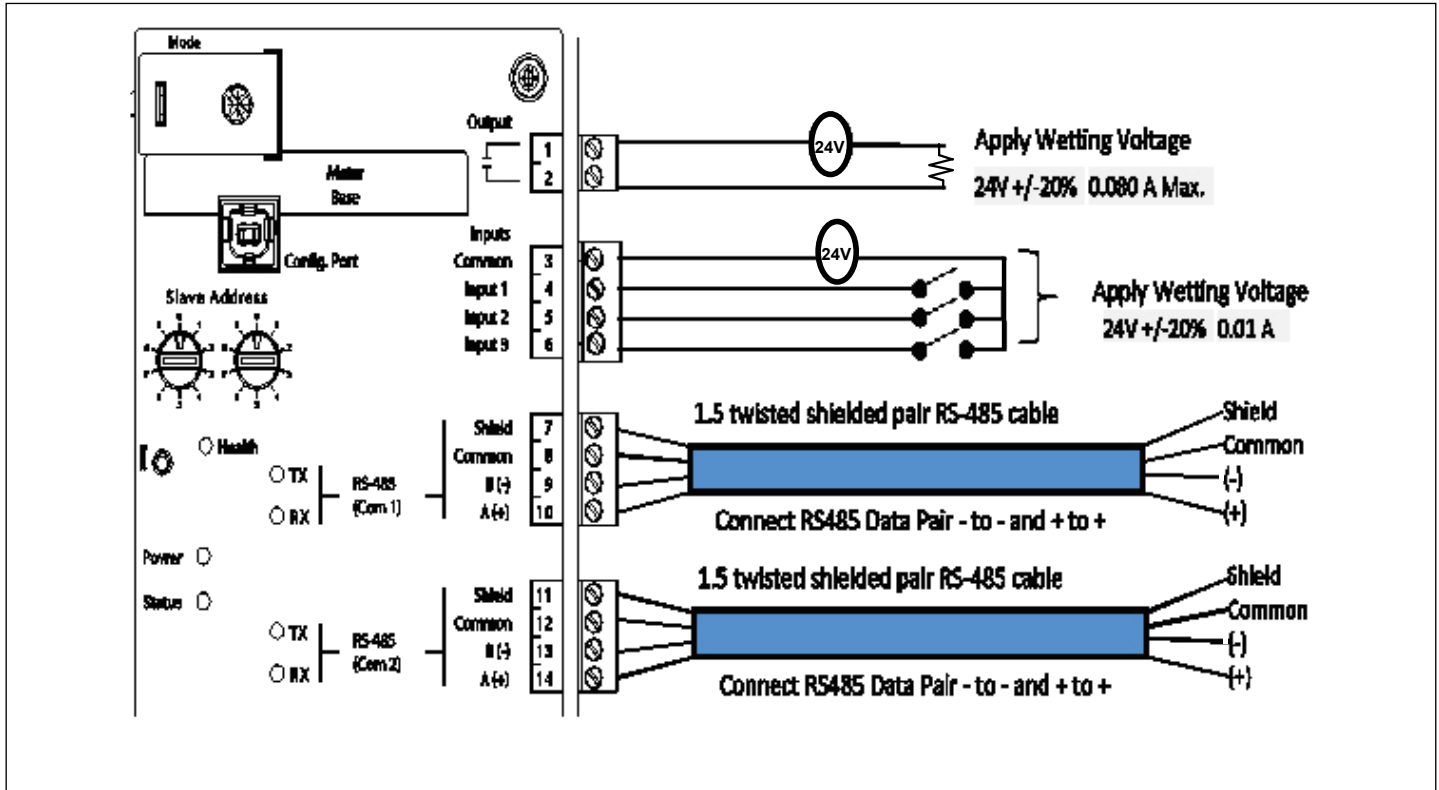 Mode
Output
1
2
24V
Apply Wetting Voltage
24V +/-20% 0.080 A Max.
Meter
Base
Config. Port
Inputs
Common 3
Input 1 4
Input 2 5
Input 3 6
24V
Apply Wetting Voltage
24V +/-20% 0.01 A
Slave Address
Health
TX
RX
RS-485
(Com 1)
Shield 7
Common 8
B (-) 9
A (+) 10
1.5 twisted shielded pair RS-485 cable
Connect RS485 Data Pair - to - and + to +
Shield
Common
(-)
(+)
Power
Status
TX
RX
RS-485
(Com 2)
Shield 11
Common 12
B (-) 13
A (+) 14
1.5 twisted shielded pair RS-485 cable
Connect RS485 Data Pair - to - and + to +
Shield
Common
(-)
(+)